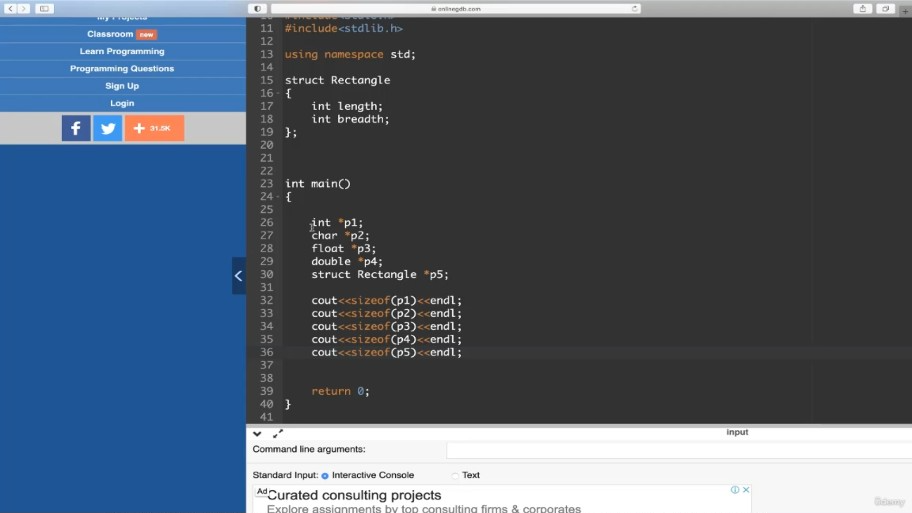 onlinegdb.com
My Projects
Classroom new
Learn Programming
Programming Questions
Sign Up
Login
f
+ 31.5K
11 #include<stdlib.h>
12
13 using namespace std;
14
15 struct Rectangle
16 {
17 int length;
18 int breadth;
19 };
20
21
22
23 int main()
24 {
25
26 int *p1;
27 char *p2;
28 float *p3;
29 double *p4;
30 struct Rectangle *p5;
31
32 cout<<sizeof(p1)<<endl;
33 cout<<sizeof(p2)<<endl;
34 cout<<sizeof(p3)<<endl;
35 cout<<sizeof(p4)<<endl;
36 cout<<sizeof(p5)<<endl;
37
38
39 return 0;
40 }
41
input
Command line arguments:
Standard Input: Interactive Console Text
Ad
Curated consulting projects
Explore assignments by top consulting firms & corporates
Udemy